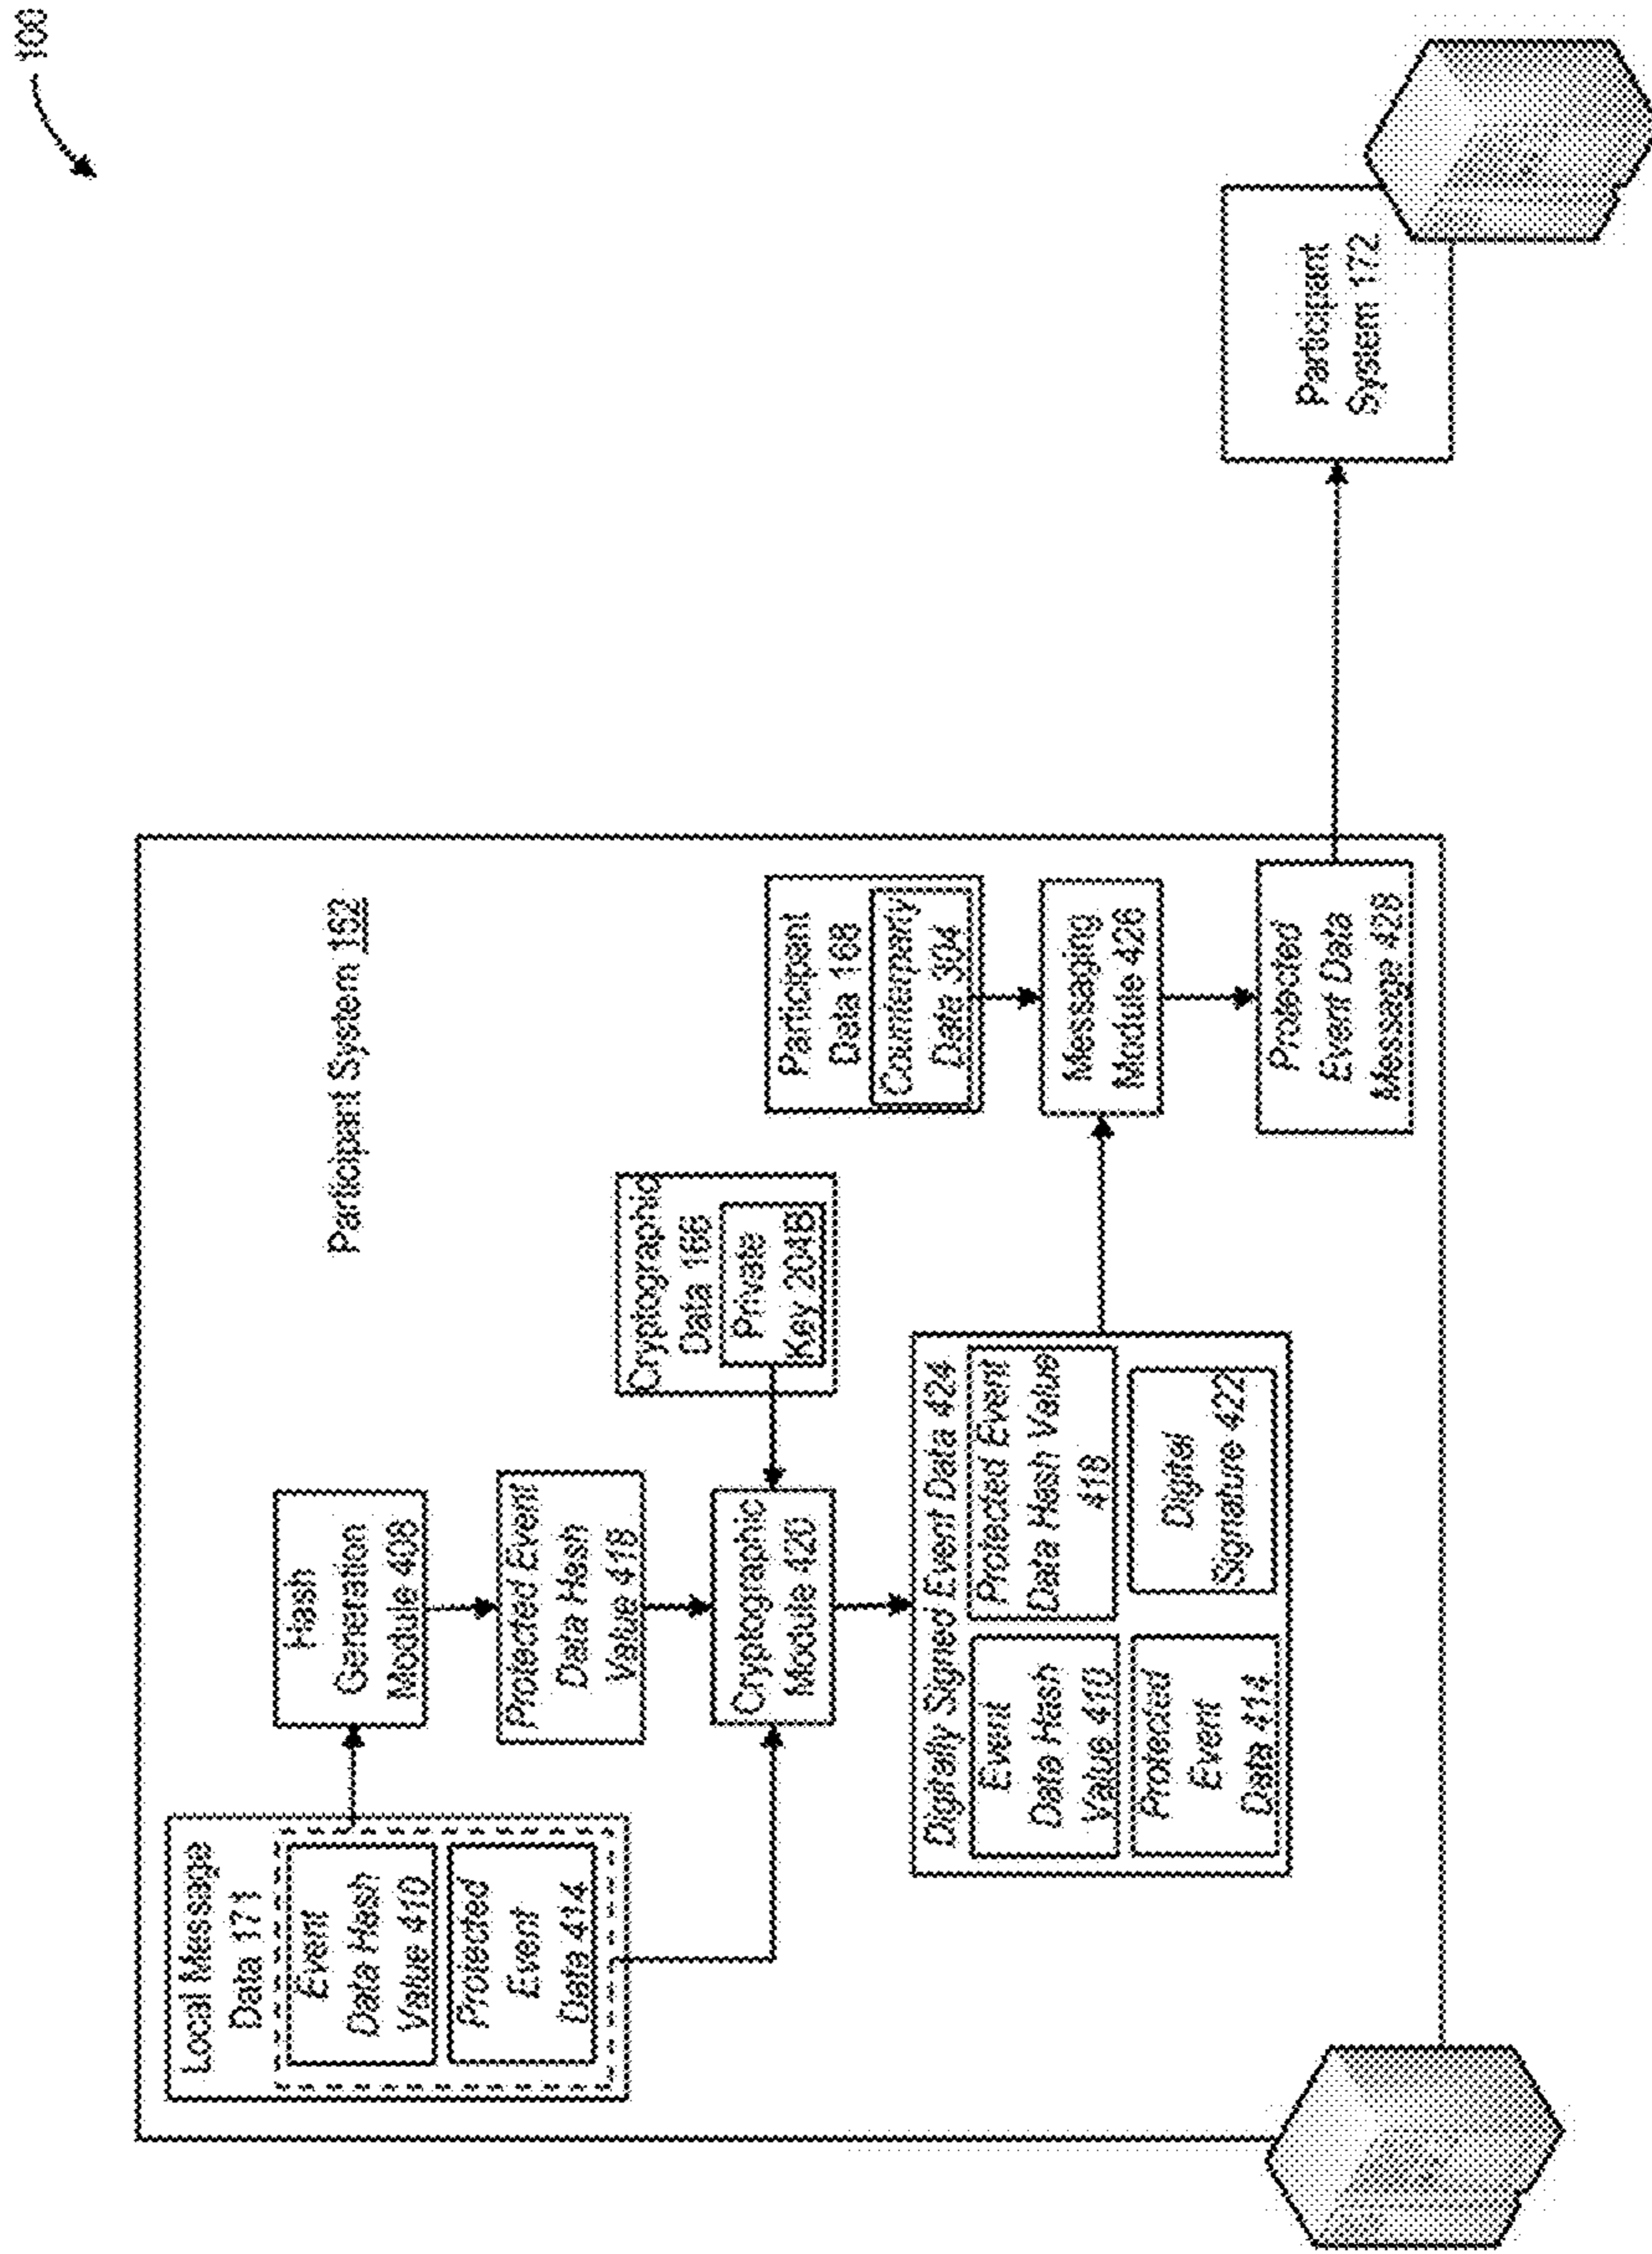 Participant System 162
Local Message
Data 171
Event
Data Hash
Value 410
Protected
Event
Data 414
Hash
Generation
Module 408
Protected Event
Data Hash
Value 418
Cryptographic
Module 420
Cryptographic
Data 166
Private
Key 204B
Digitally Signed Event Data 424
Event
Date Hash
Value 410
Protected Event
Data Hash Value
418
Protected
Event
Data 414
Digital
Signature 422
Participant
Data 168
Counterparty
Data 304
Messaging
Module 426
Protected
Event Data
Message 428
Participant
System 172